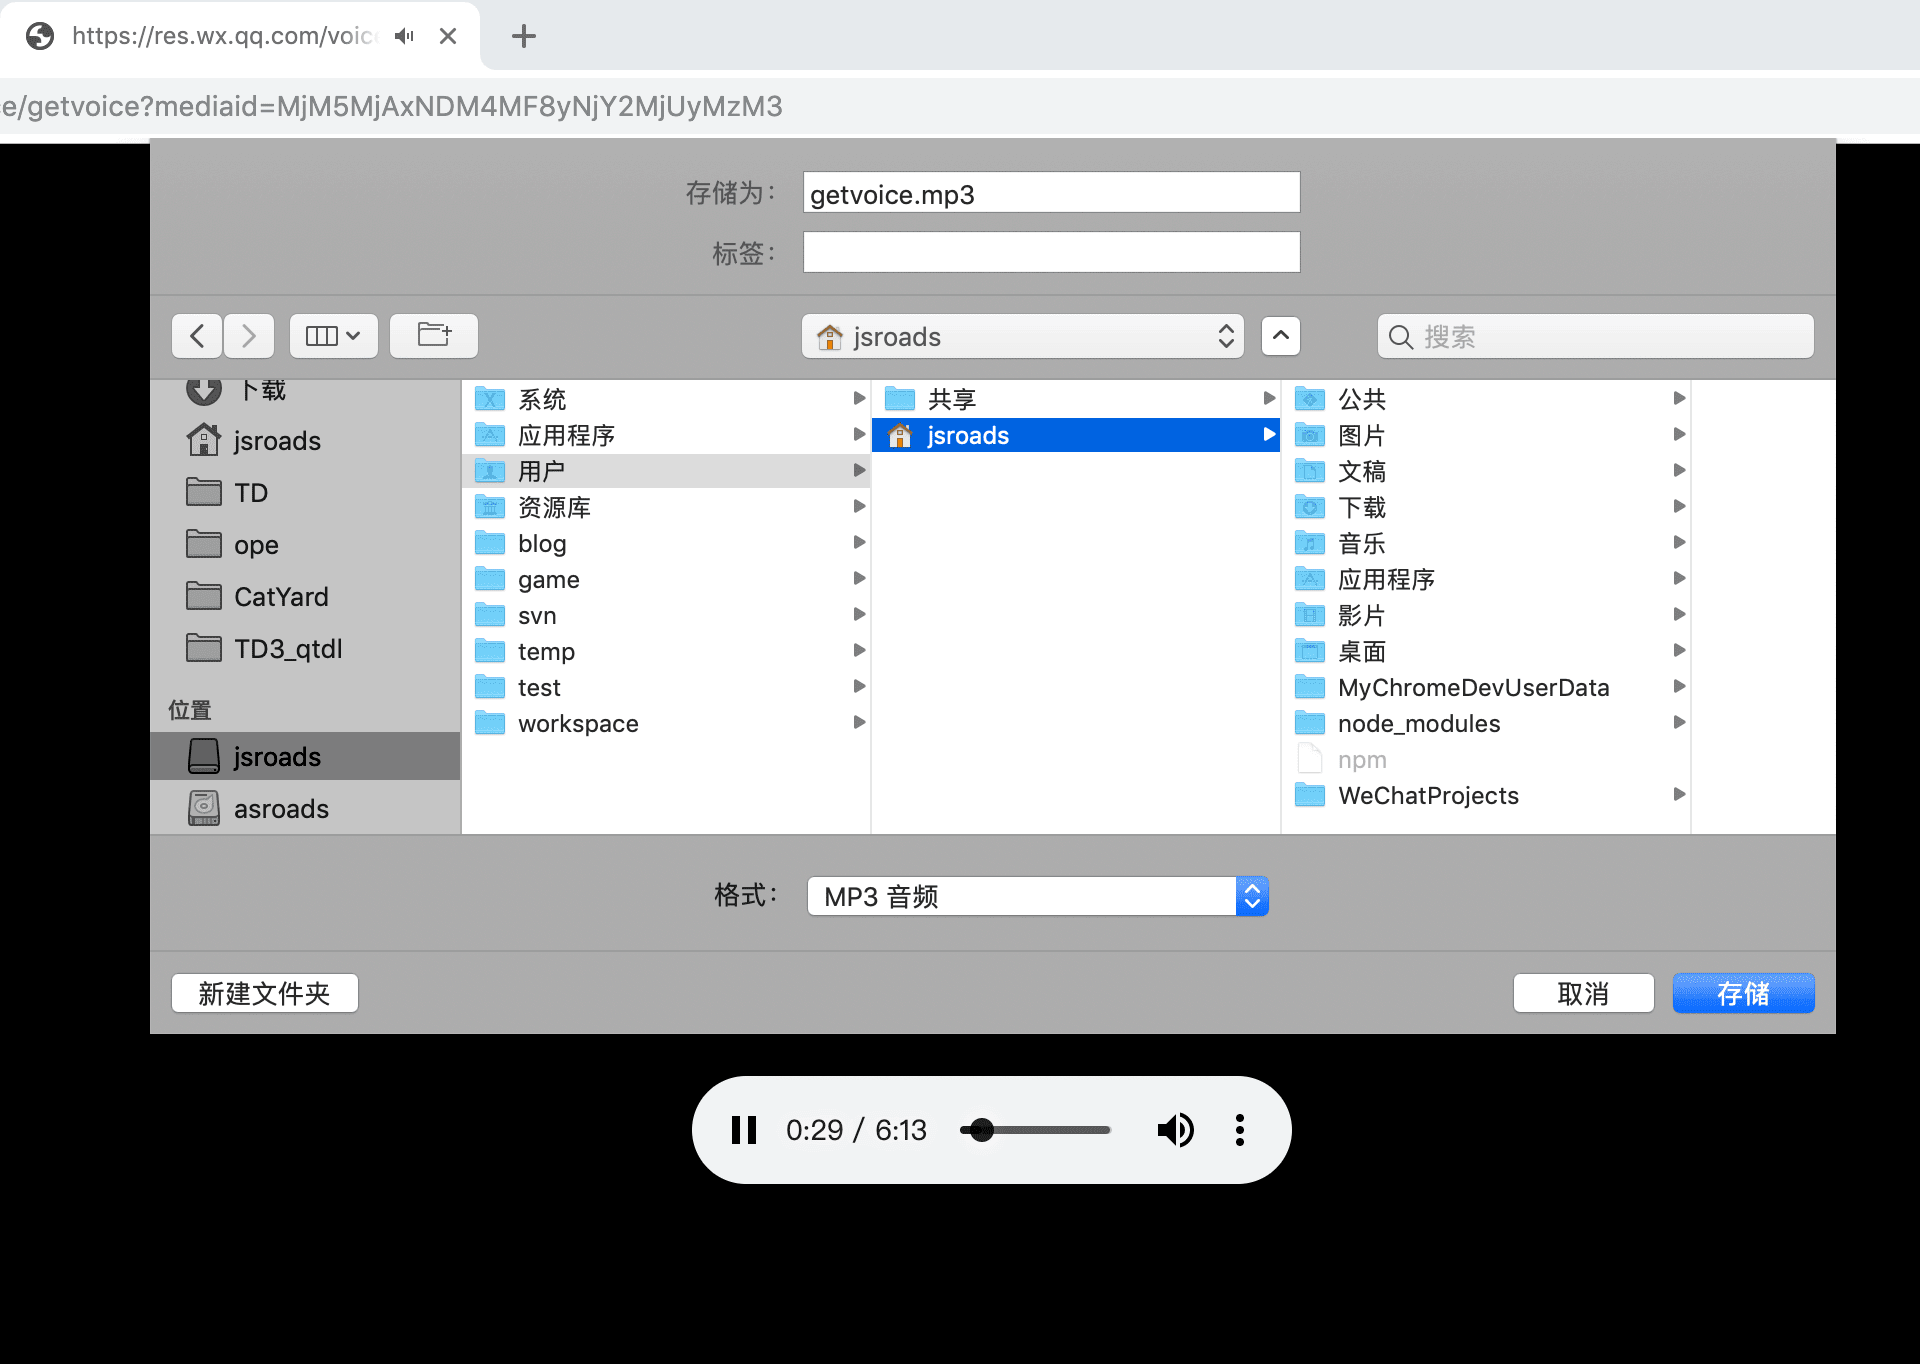 https://res.wx.qq.com/voice
e/getvoice?mediaid=MjM5MjAxNDM4MF8yNjY2MjUyMzM3
存储为：
getvoice.mp3
标签：
jsroads
搜索
下载
jsroads
TD
ope
CatYard
TD3_qtdl
位置
jsroads
asroads
系统
应用程序
用户
资源库
blog
game
svn
temp
test
workspace
共享
jsroads
公共
图片
文稿
下载
音乐
应用程序
影片
桌面
MyChromeDevUserData
node_modules
npm
WeChatProjects
格式：
MP3 音频
新建文件夹
取消
存储
0:29 / 6:13